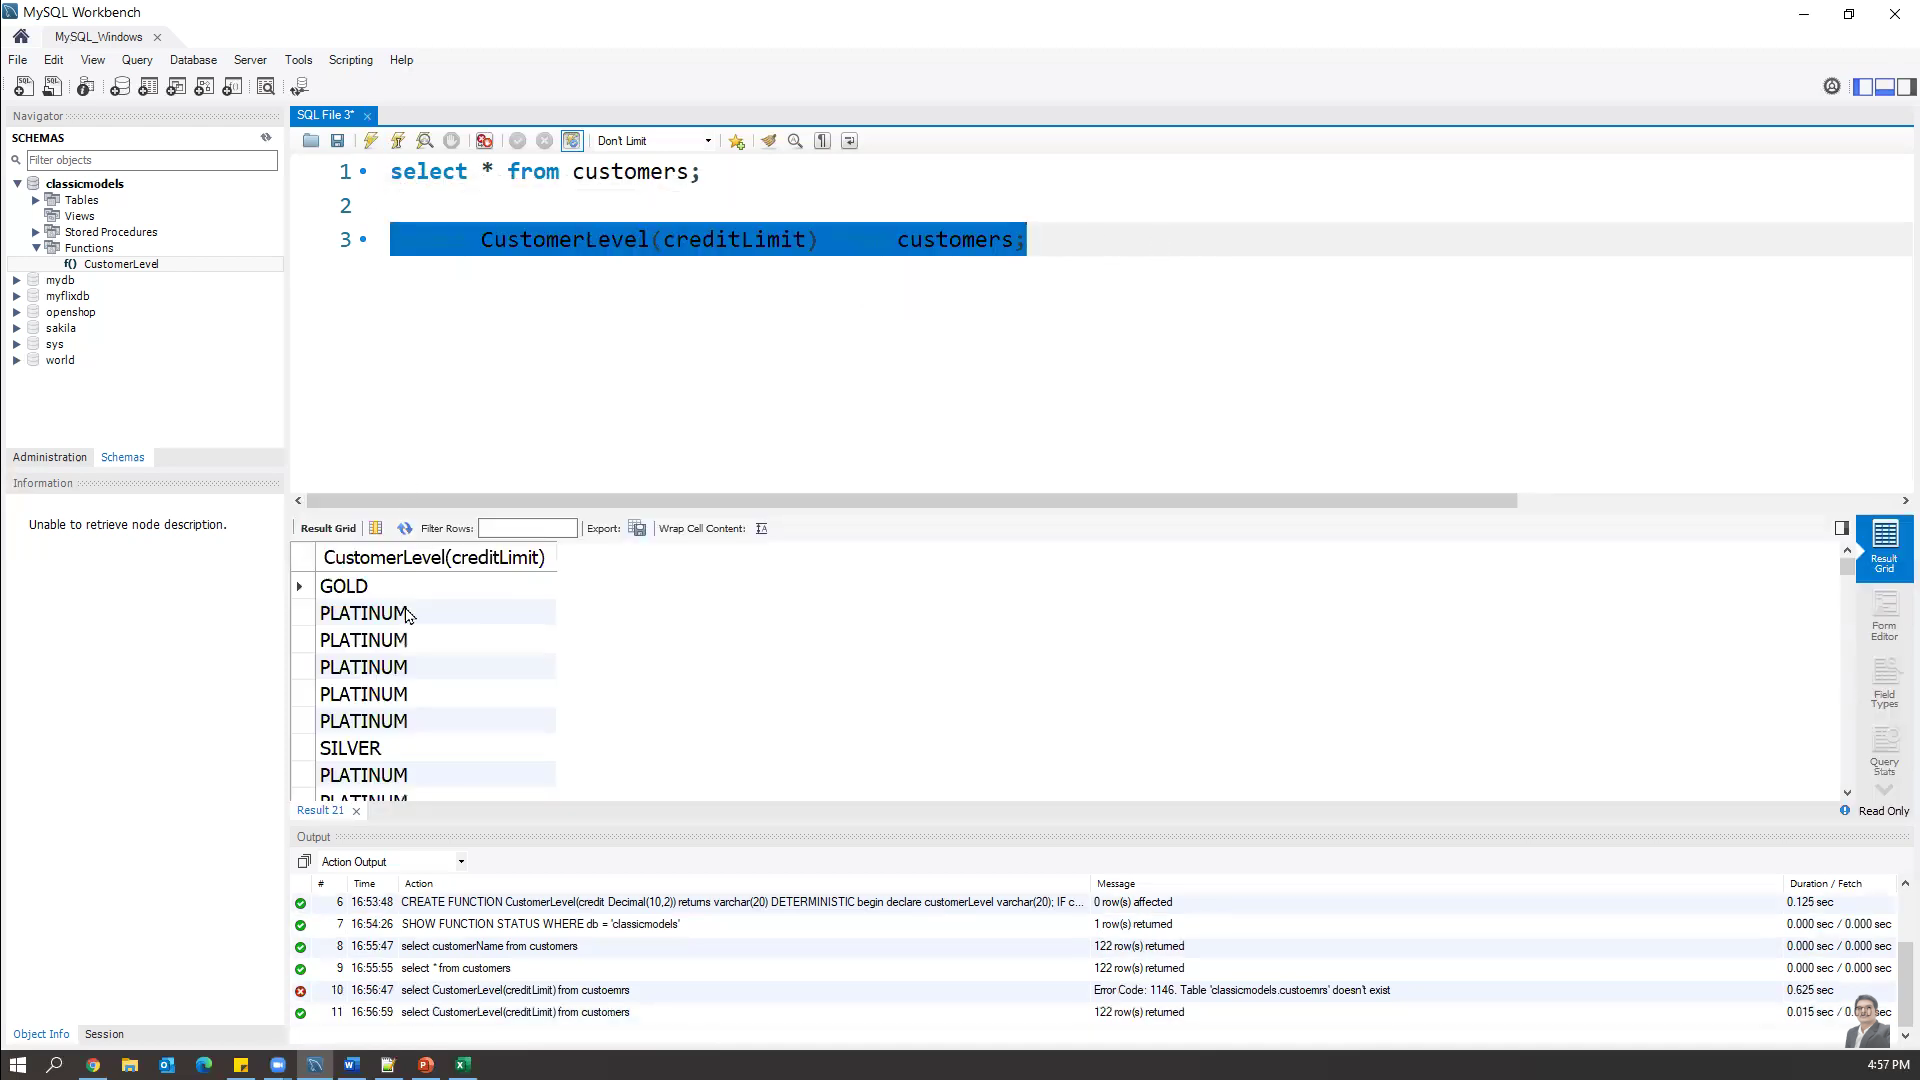 MySQL Workbench
MySQL_Windows
File Edit View Query Database Server Tools Scripting Help
Navigator
SCHEMAS
Filter objects
classicmodels
Tables
Views
Stored Procedures
Functions
f() CustomerLevel
mydb
myflixdb
openshop
sakila
sys
world
Administration Schemas
Information
Unable to retrieve node description.
Object Info Session
SQL File 3*
Don't Limit
1 select * from customers;
2
3 CustomerLevel(creditLimit) customers;
Result Grid Filter Rows: Export: Wrap Cell Content:
CustomerLevel(creditLimit)
GOLD
PLATINUM
PLATINUM
PLATINUM
PLATINUM
PLATINUM
SILVER
PLATINUM
PLATINUM
Result Grid
Form Editor
Field Types
Query Stats
Result 21
Read Only
Output
Action Output
# Time Action Message Duration / Fetch
6 16:53:48 CREATE FUNCTION CustomerLevel(credit Decimal(10,2)) returns varchar(20) DETERMINISTIC begin declare customerLevel varchar(20); IF c... 0 row(s) affected 0.125 sec
7 16:54:26 SHOW FUNCTION STATUS WHERE db = 'classicmodels' 1 row(s) returned 0.000 sec / 0.000 sec
8 16:55:47 select customerName from customers 122 row(s) returned 0.000 sec / 0.000 sec
9 16:55:55 select * from customers 122 row(s) returned 0.000 sec / 0.000 sec
10 16:56:47 select CustomerLevel(creditLimit) from custoemrs Error Code: 1146. Table 'classicmodels.custoemrs' doesn't exist 0.625 sec
11 16:56:59 select CustomerLevel(creditLimit) from customers 122 row(s) returned 0.015 sec /
4:57 PM